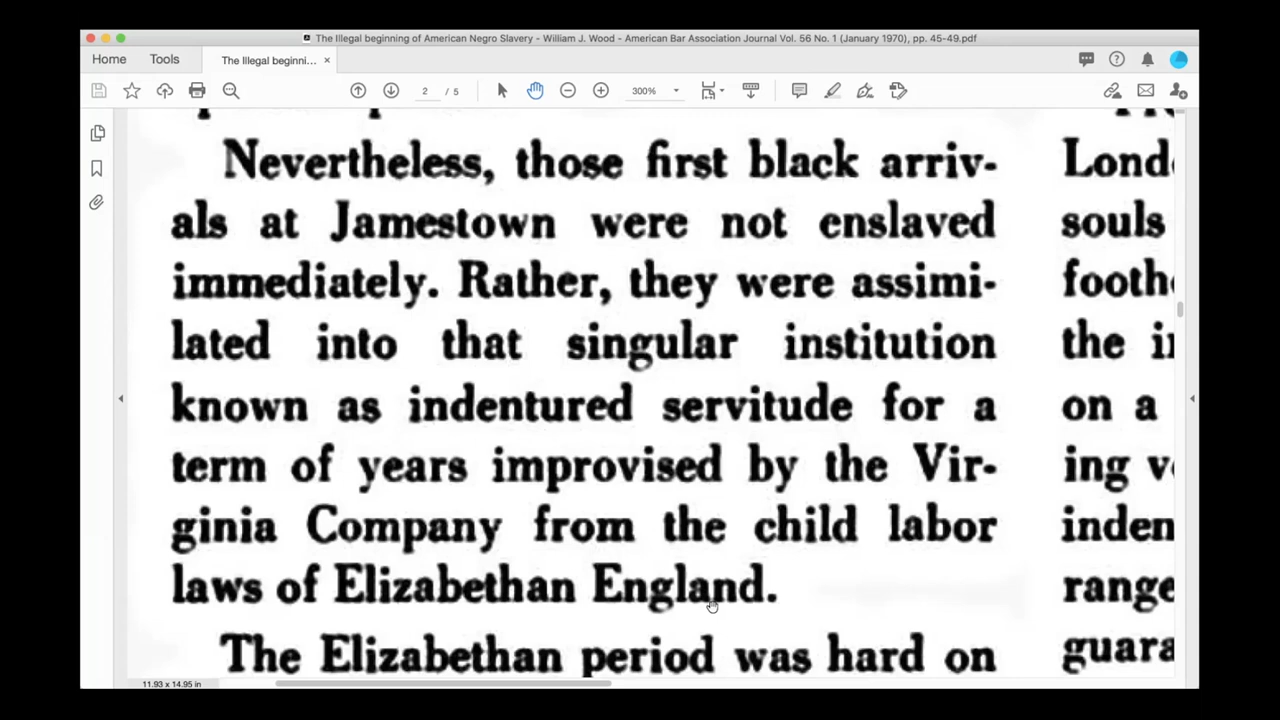 The Illegal beginning of American Negro Slavery - William J. Wood - American Bar Association Journal Vol. 56 No. 1 (January 1970), pp. 45-49.pdf
Home Tools The Illegal beginni... ×
2 / 5 300%
Nevertheless, those first black arriv-
als at Jamestown were not enslaved
immediately. Rather, they were assimi-
lated into that singular institution
known as indentured servitude for a
term of years improvised by the Vir-
ginia Company from the child labor
laws of Elizabethan England.
The Elizabethan period was hard on
souls
the
on a
ing
11.93 x 14.95 in